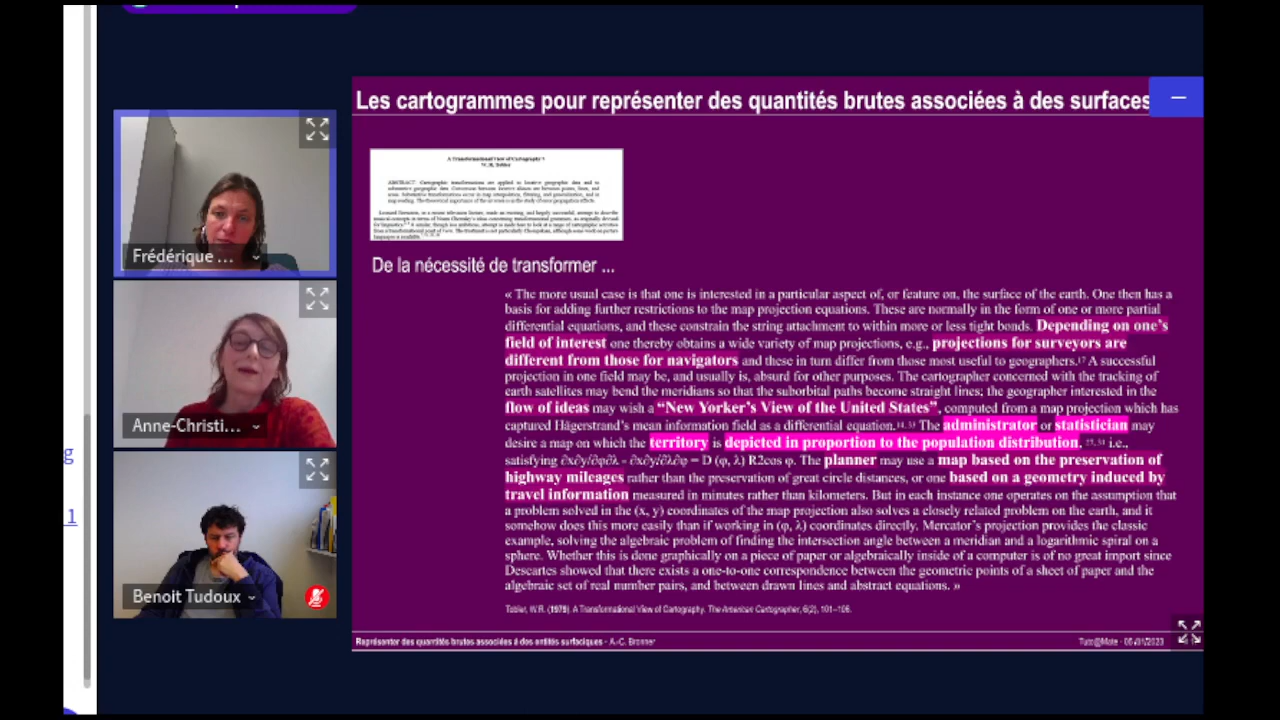 Les cartogrammes pour représenter des quantités brutes associées à des surfaces
A Transformational View of Cartography
W. R. Tobler
De la nécessité de transformer ...
« The more usual case is that one is interested in a particular aspect of, or feature on, the surface of the earth. One then has a
basis for adding further restrictions to the map projection equations. These are normally in the form of one or more partial
differential equations, and these constrain the string attachment to within more or less tight bonds. Depending on one's
field of interest one thereby obtains a wide variety of map projections, e.g., projections for surveyors are
different from those for navigators and these in turn differ from those most useful to geographers.17 A successful
projection in one field may be, and usually is, absurd for other purposes. The cartographer concerned with the tracking of
earth satellites may bend the meridians so that the suborbital paths become straight lines; the geographer interested in the
flow of ideas may wish a “New Yorker's View of the United States”, computed from a map projection which has
captured Hägerstrand's mean information field as a differential equation. The administrator or statistician may
desire a map on which the territory is depicted in proportion to the population distribution, i.e.,
satisfying ∂x∂y/∂φ∂λ - ∂x∂y/∂λ∂φ = D (φ, λ) R2cos φ. The planner may use a map based on the preservation of
highway mileages rather than the preservation of great circle distances, or one based on a geometry induced by
travel information measured in minutes rather than kilometers. But in each instance one operates on the assumption that
a problem solved in the (x, y) coordinates of the map projection also solves a closely related problem on the earth, and it
somehow does this more easily than if working in (φ, λ) coordinates directly. Mercator's projection provides the classic
example, solving the algebraic problem of finding the intersection angle between a meridian and a logarithmic spiral on a
sphere. Whether this is done graphically on a piece of paper or algebraically inside of a computer is of no great import since
Descartes showed that there exists a one-to-one correspondence between the geometric points of a sheet of paper and the
algebraic set of real number pairs, and between drawn lines and abstract equations. »
Tobler, W.R. (1979). A Transformational View of Cartography. The American Cartographer, 6(2), 101–106.
Représenter des quantités brutes associées à des entités surfaciques - A.-C. Bronner
Tuto@Mate - 05/01/2023
Frédérique ...
Anne-Christi...
Benoit Tudoux
g
1